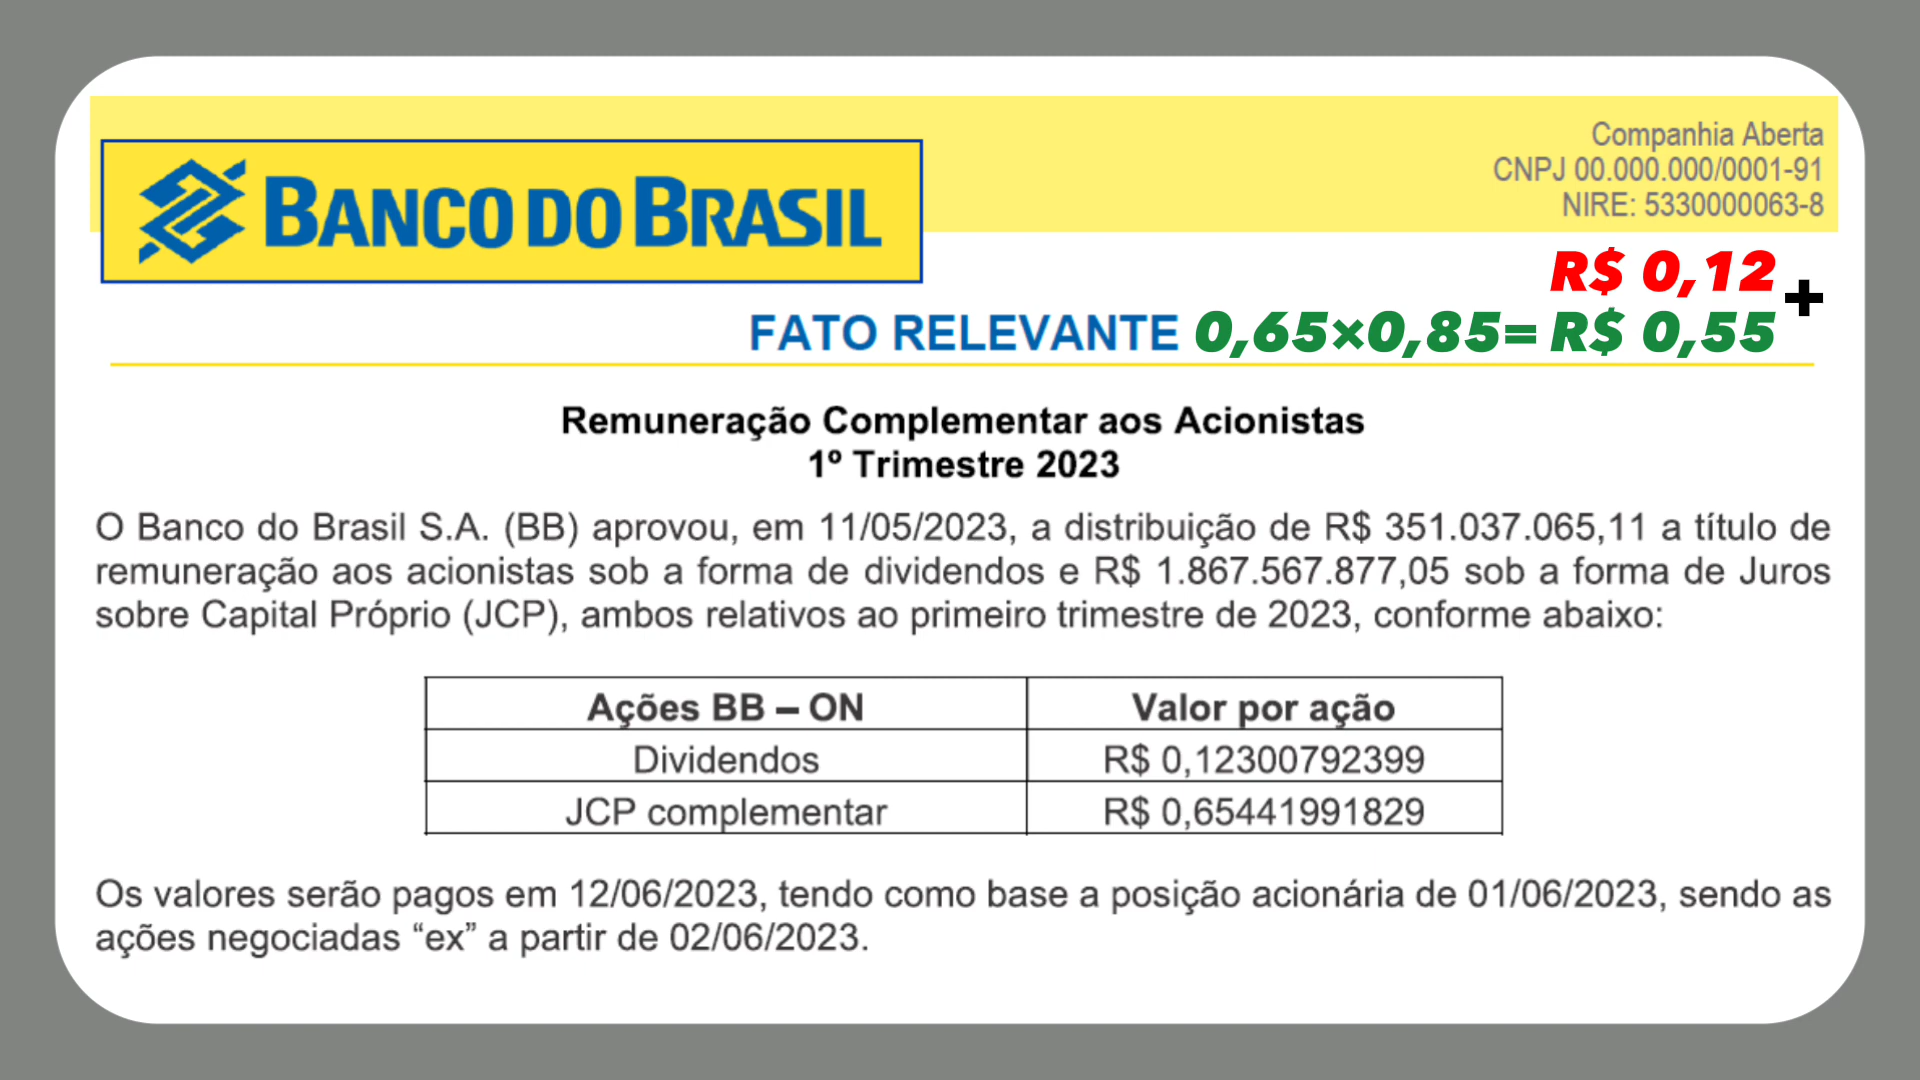 Companhia Aberta
CNPJ 00.000.000/0001-91
NIRE: 5330000063-8
BANCO DO BRASIL
R$ 0,12 +
FATO RELEVANTE 0,65×0,85= R$ 0,55
Remuneração Complementar aos Acionistas
1º Trimestre 2023
O Banco do Brasil S.A. (BB) aprovou, em 11/05/2023, a distribuição de R$ 351.037.065,11 a título de
remuneração aos acionistas sob a forma de dividendos e R$ 1.867.567.877,05 sob a forma de Juros
sobre Capital Próprio (JCP), ambos relativos ao primeiro trimestre de 2023, conforme abaixo:
Ações BB – ON Valor por ação
Dividendos R$ 0,12300792399
JCP complementar R$ 0,65441991829
Os valores serão pagos em 12/06/2023, tendo como base a posição acionária de 01/06/2023, sendo as
ações negociadas “ex” a partir de 02/06/2023.